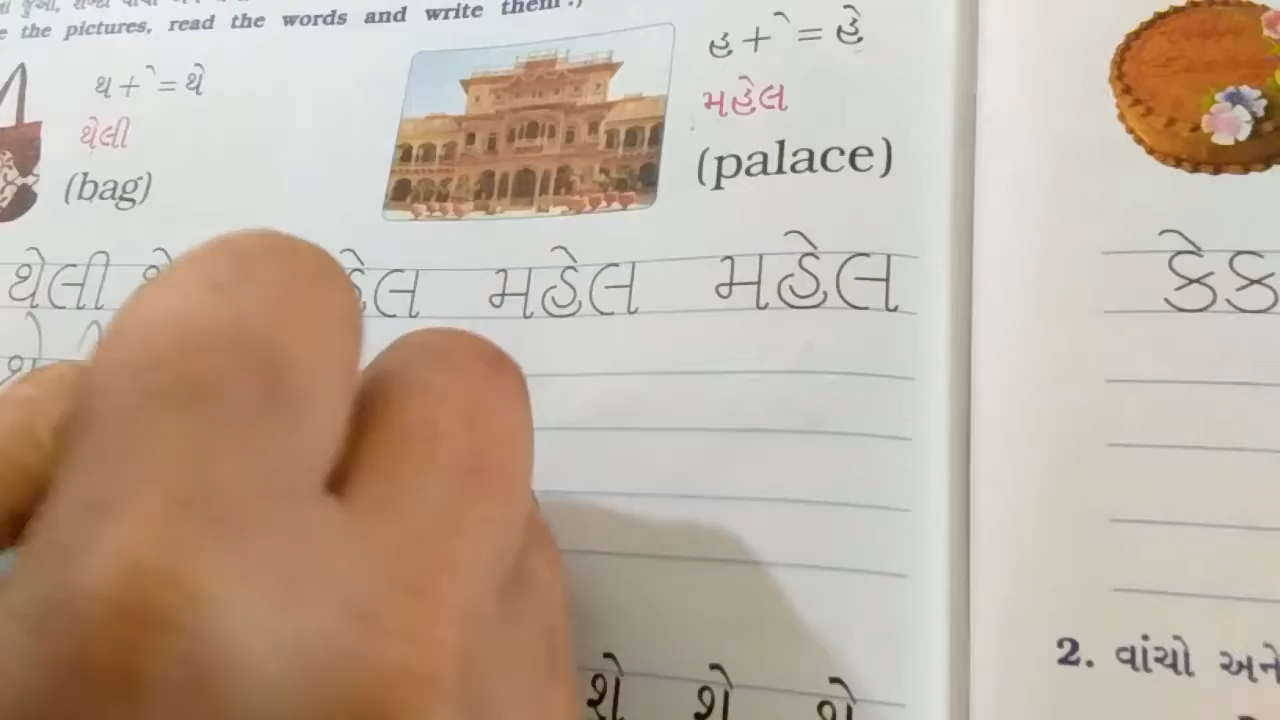 the pictures, read the words and write them.)
થ + ે = થે
થેલી
(bag)
હ + ે = હે
મહેલ
(palace)
થેલી મહેલ મહેલ
કેક
શે શે શે
2. વાંચો અને